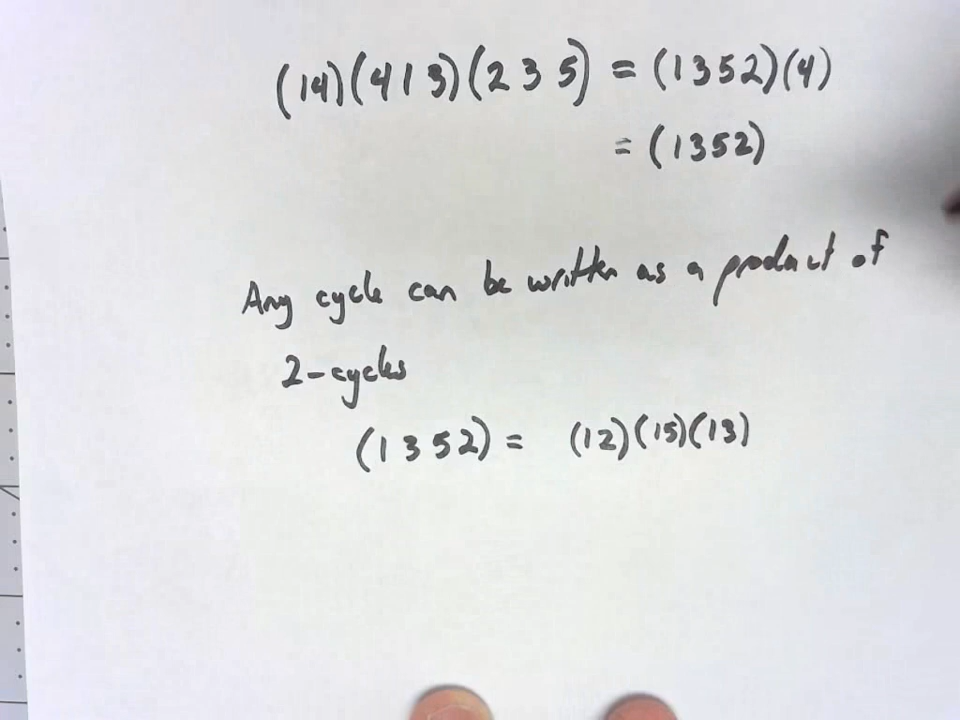 (14)(413)(235) = (1352)(4)
= (1352)
Any cycle can be written as a product of
2-cycles
(1352) = (12)(15)(13)